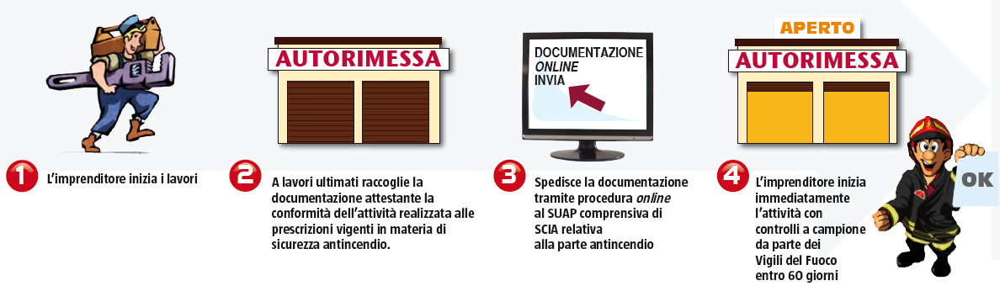 AUTORIMESSA
DOCUMENTAZIONE
ONLINE
INVIA
APERTO
AUTORIMESSA
OK
1
L'imprenditore inizia i lavori
2
A lavori ultimati raccoglie la
documentazione attestante la
conformità dell'attività realizzata alle
prescrizioni vigenti in materia di
sicurezza antincendio.
3
Spedisce la documentazione
tramite procedura online
al SUAP comprensiva di
SCIA relativa
alla parte antincendio
4
L'imprenditore inizia
immediatamente
l'attività con
controlli a campione
da parte dei
Vigili del Fuoco
entro 60 giorni